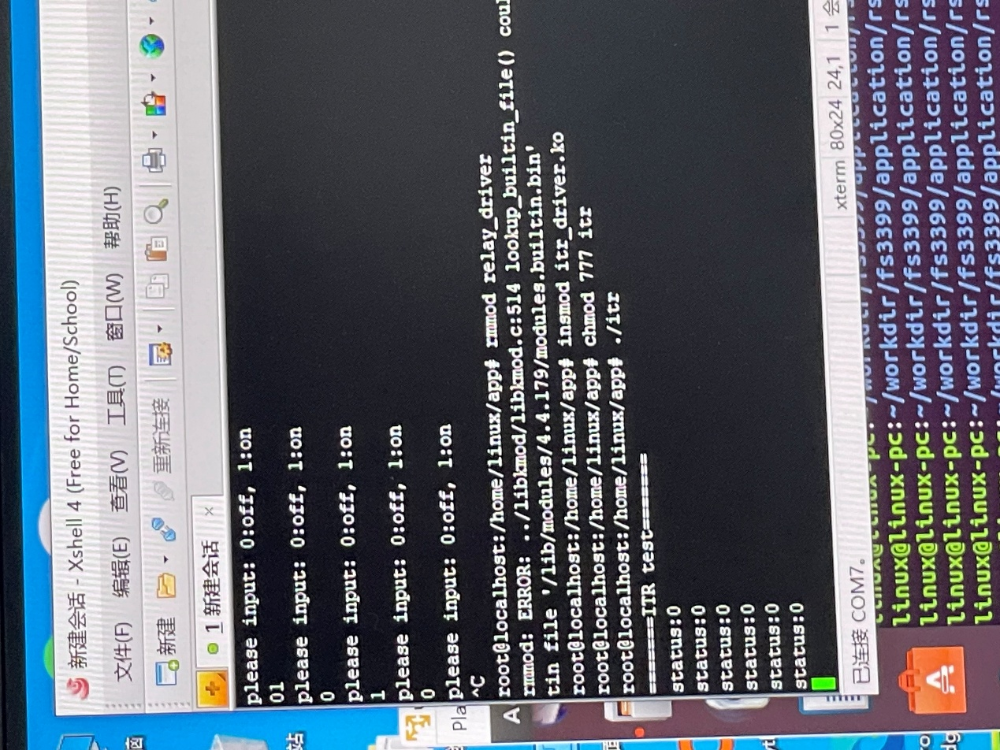 新建会话 - Xshell 4 (Free for Home/School)
文件(F) 编辑(E) 查看(V) 工具(T) 窗口(W) 帮助(H)
新建 重新连接
1 新建会话 ×
please input: 0:off, 1:on
01
please input: 0:off, 1:on
0
please input: 0:off, 1:on
1
please input: 0:off, 1:on
0
please input: 0:off, 1:on
^C
root@localhost:/home/linux/app# rmmod relay_driver
rmmod: ERROR: ../libkmod/libkmod.c:514 lookup_builtin_file() coul
tin file '/lib/modules/4.4.179/modules.builtin.bin'
root@localhost:/home/linux/app# insmod itr_driver.ko
root@localhost:/home/linux/app# chmod 777 itr
root@localhost:/home/linux/app# ./itr
=======ITR test=======
status:0
status:0
status:0
status:0
status:0
status:0
已连接 COM7。 xterm 80x24 24,1 1 会
linux@linux-pc:~/workdir/fs3399/application/rs
linux@linux-pc:~/workdir/fs3399/application/rs
linux@linux-pc:~/workdir/fs3399/application/rs
linux@linux-pc:~/workdir/fs3399/application/rs
linux@linux-pc:~/workdir/fs3399/application/rs
Pla
A
脑
站